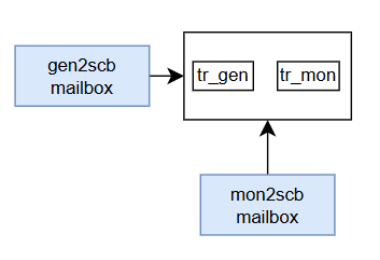 gen2scb
mailbox
tr_gen
tr_mon
mon2scb
mailbox